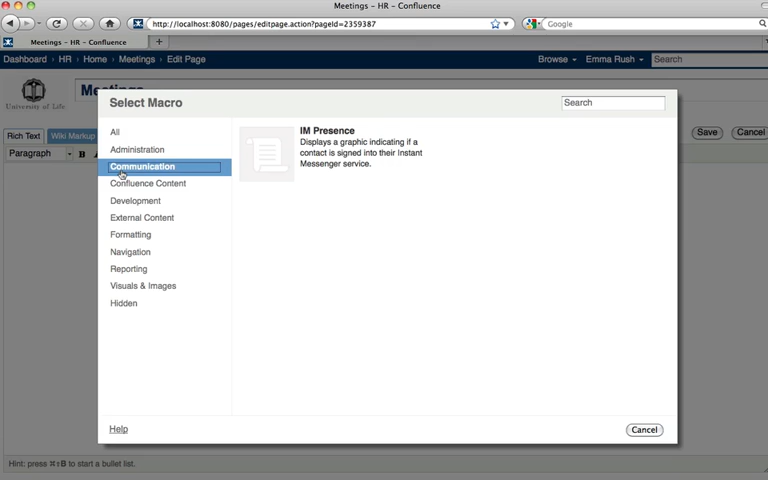 Meetings – HR – Confluence
http://localhost:8080/pages/editpage.action?pageId=2359387
Google
Meetings – HR – Confluence
Dashboard › HR › Home › Meetings › Edit Page
Browse
Emma Rush
Search
University of Life
Rich Text
Wiki Markup
Save
Cancel
Paragraph
B
Select Macro
Search
All
Administration
Communication
Confluence Content
Development
External Content
Formatting
Navigation
Reporting
Visuals & Images
Hidden
IM Presence
Displays a graphic indicating if a
contact is signed into their Instant
Messenger service.
Help
Cancel
Hint: press ⌘⇧B to start a bullet list.